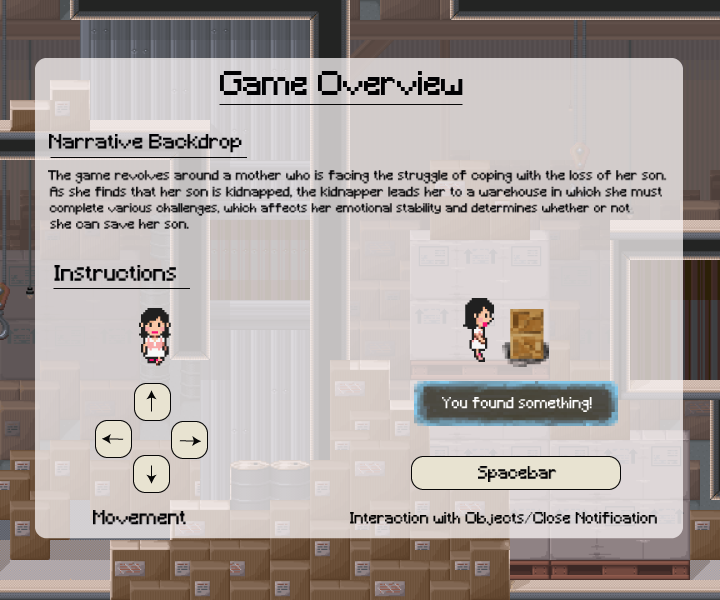 Game Overview
Narrative Backdrop
The game revolves around a mother who is facing the struggle of coping with the loss of her son.
As she finds that her son is kidnapped, the kidnapper leads her to a warehouse in which she must
complete various challenges, which affects her emotional stability and determines whether or not
she can save her son.
Instructions
You found something!
Spacebar
Movement
Interaction with Objects/Close Notification